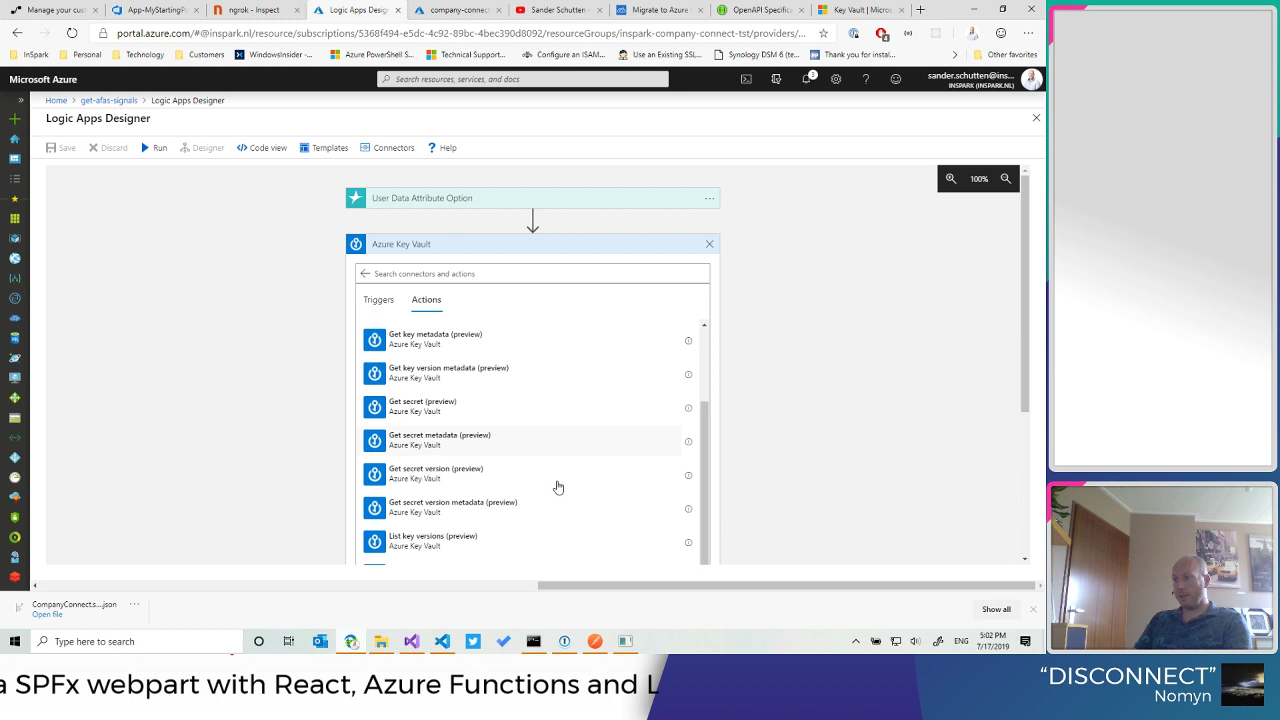 Manage your cust
App-MyStartingP
ngrok - Inspect
Logic Apps Desig
company-connec
Sander Schutten
Migrate to Azure
OpenAPI Specific
Key Vault | Micros
portal.azure.com/#@inspark.nl/resource/subscriptions/5368f494-e5dc-4c92-89bc-4bec390d8092/resourceGroups/inspark-company-connect-tst/providers/...
InSpark
Personal
Technology
Customers
WindowsInsider
Azure PowerShell S...
Technical Support...
Configure an ISAM...
Use an Existing SSL...
Synology DSM 6 (te...
Thank you for instal...
Other favorites
Microsoft Azure
Search resources, services, and docs
3
sander.schutten@ins...
INSPARK (INSPARK.NL)
Home
get-afas-signals
Logic Apps Designer
Logic Apps Designer
Save
Discard
Run
Designer
Code view
Templates
Connectors
Help
100%
User Data Attribute Option
Azure Key Vault
Search connectors and actions
Triggers
Actions
Get key metadata (preview)
Azure Key Vault
Get key version metadata (preview)
Azure Key Vault
Get secret (preview)
Azure Key Vault
Get secret metadata (preview)
Azure Key Vault
Get secret version (preview)
Azure Key Vault
Get secret version metadata (preview)
Azure Key Vault
List key versions (preview)
Azure Key Vault
CompanyConnect.s....json
Open file
Show all
Type here to search
ENG
5:02 PM
7/17/2019
a SPFx webpart with React, Azure Functions and L
"DISCONNECT"
Nomyn